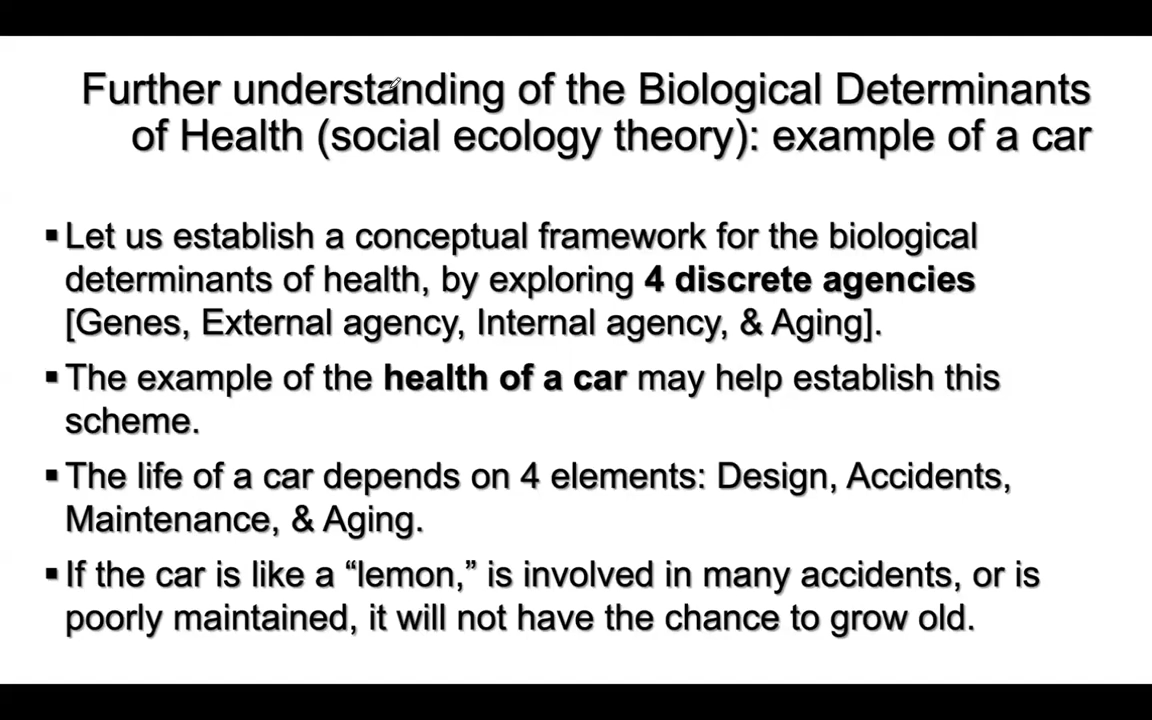 Further understanding of the Biological Determinants
of Health (social ecology theory): example of a car
▪Let us establish a conceptual framework for the biological
determinants of health, by exploring 4 discrete agencies
[Genes, External agency, Internal agency, & Aging].
▪The example of the health of a car may help establish this
scheme.
▪The life of a car depends on 4 elements: Design, Accidents,
Maintenance, & Aging.
▪If the car is like a “lemon,” is involved in many accidents, or is
poorly maintained, it will not have the chance to grow old.